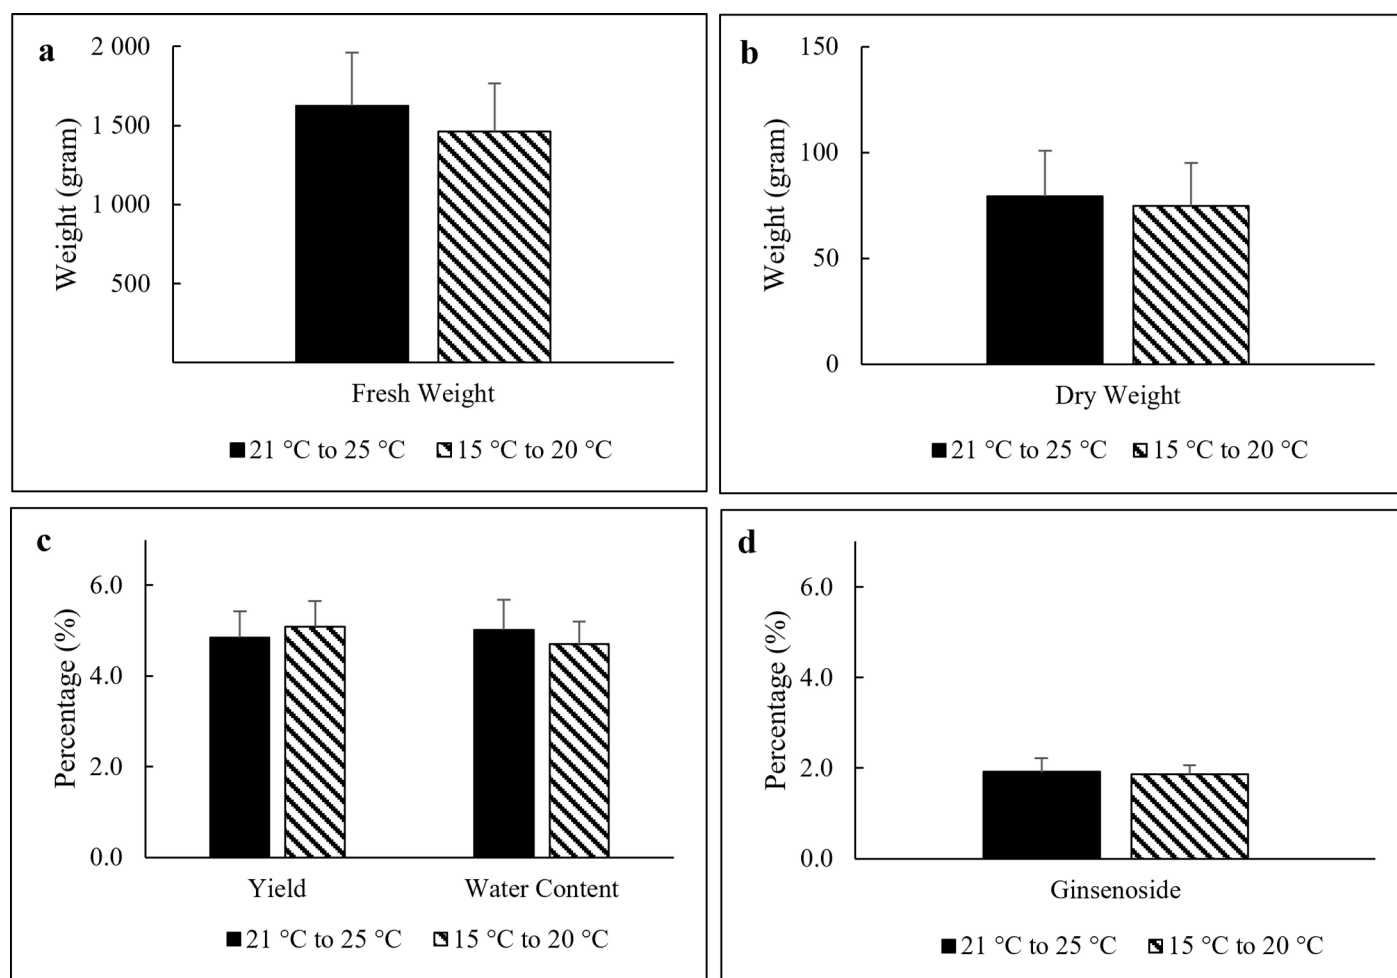 a
2 000
1 500
1 000
500
Weight (gram)
Fresh Weight
21 °C to 25 °C 15 °C to 20 °C
b
150
100
50
0
Weight (gram)
Dry Weight
21 °C to 25 °C 15 °C to 20 °C
c
6.0
4.0
2.0
0.0
Percentage (%)
Yield Water Content
21 °C to 25 °C 15 °C to 20 °C
d
6.0
4.0
2.0
0.0
Percentage (%)
Ginsenoside
21 °C to 25 °C 15 °C to 20 °C